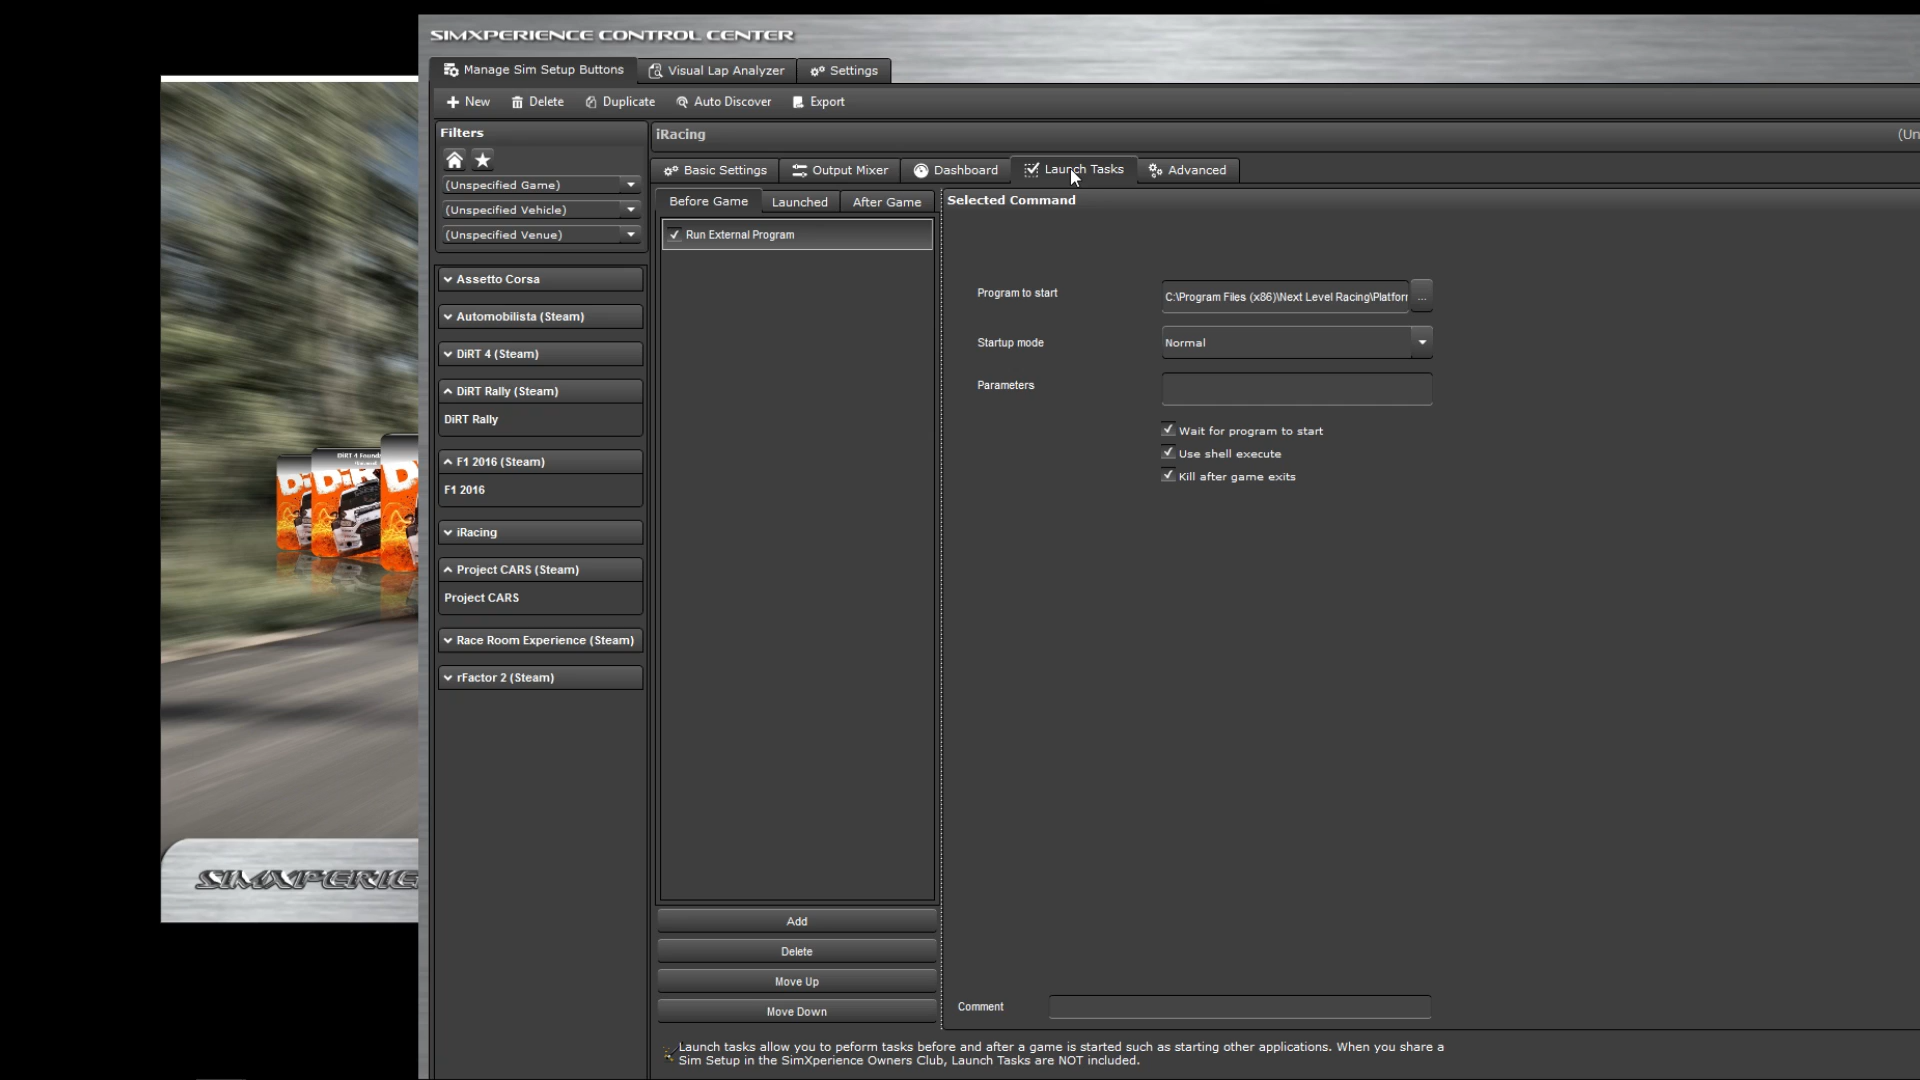 SIMXPERIENCE CONTROL CENTER
Manage Sim Setup Buttons
Visual Lap Analyzer
Settings
New
Delete
Duplicate
Auto Discover
Export
Filters
iRacing
(Un
Basic Settings
Output Mixer
Dashboard
Launch Tasks
Advanced
(Unspecified Game)
(Unspecified Vehicle)
(Unspecified Venue)
Before Game
Launched
After Game
Selected Command
Run External Program
Assetto Corsa
Automobilista (Steam)
DiRT 4 (Steam)
DiRT Rally (Steam)
DiRT Rally
F1 2016 (Steam)
F1 2016
iRacing
Project CARS (Steam)
Project CARS
Race Room Experience (Steam)
rFactor 2 (Steam)
Program to start
C:\Program Files (x86)\Next Level Racing\Platfor
...
Startup mode
Normal
Parameters
Wait for program to start
Use shell execute
Kill after game exits
Add
Delete
Move Up
Move Down
Comment
Launch tasks allow you to peform tasks before and after a game is started such as starting other applications. When you share a
Sim Setup in the SimXperience Owners Club, Launch Tasks are NOT included.
DiRT 4
SIMXPERIE